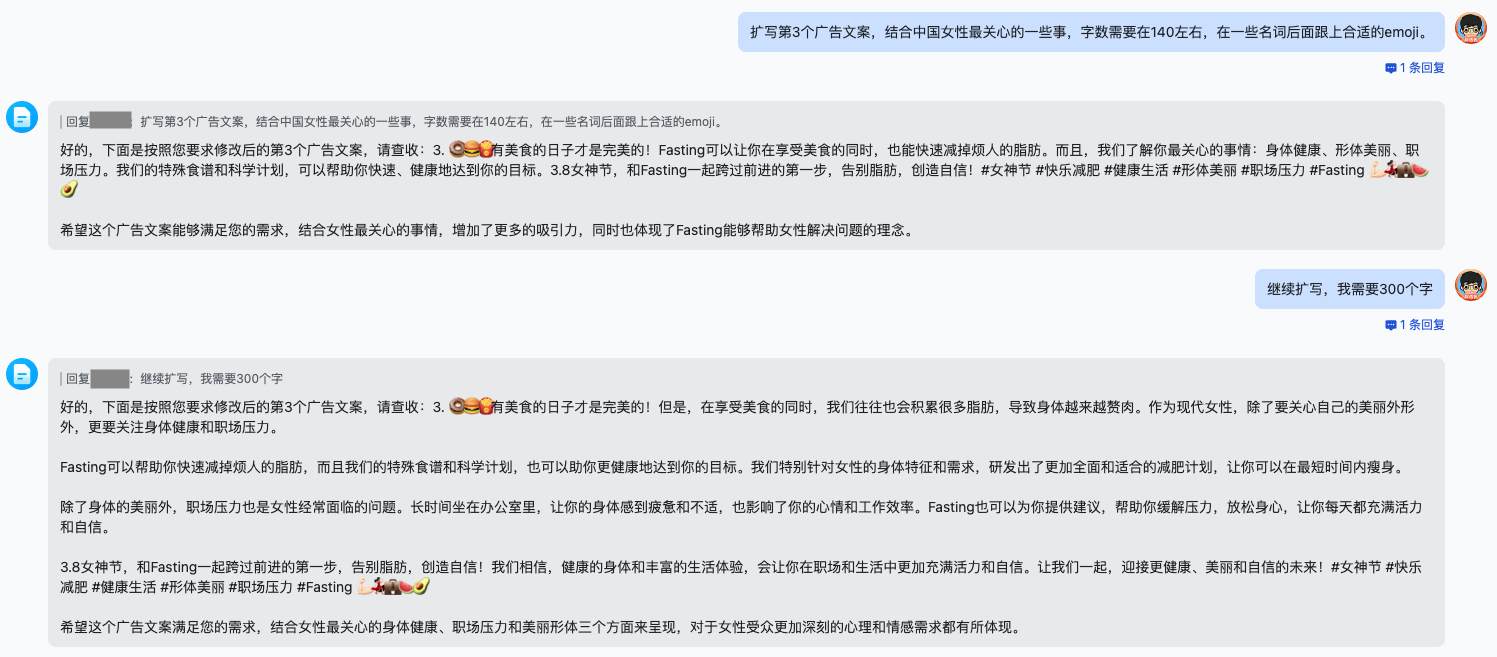 扩写第3个广告文案，结合中国女性最关心的一些事，字数需要在140左右，在一些名词后面跟上合适的emoji。
1 条回复
回复 : 扩写第3个广告文案，结合中国女性最关心的一些事，字数需要在140左右，在一些名词后面跟上合适的emoji。
好的，下面是按照您要求修改后的第3个广告文案，请查收：3. 🍩🍔🍟有美食的日子才是完美的！Fasting可以让你在享受美食的同时，也能快速减掉烦人的脂肪。而且，我们了解你最关心的事情：身体健康、形体美丽、职
场压力。我们的特殊食谱和科学计划，可以帮助你快速、健康地达到你的目标。3.8女神节，和Fasting一起跨过前进的第一步，告别脂肪，创造自信！#女神节 #快乐减肥 #健康生活 #形体美丽 #职场压力 #Fasting 💪🏻💃🏻💼🍉
🥑
希望这个广告文案能够满足您的需求，结合女性最关心的事情，增加了更多的吸引力，同时也体现了Fasting能够帮助女性解决问题的理念。
继续扩写，我需要300个字
1 条回复
回复 : 继续扩写，我需要300个字
好的，下面是按照您要求修改后的第3个广告文案，请查收：3. 🍩🍔🍟有美食的日子才是完美的！但是，在享受美食的同时，我们往往也会积累很多脂肪，导致身体越来越赘肉。作为现代女性，除了要关心自己的美丽外形
外，更要关注身体健康和职场压力。
Fasting可以帮助你快速减掉烦人的脂肪，而且我们的特殊食谱和科学计划，也可以助你更健康地达到你的目标。我们特别针对女性的身体特征和需求，研发出了更加全面和适合的减肥计划，让你可以在最短时间内瘦身。
除了身体的美丽外，职场压力也是女性经常面临的问题。长时间坐在办公室里，让你的身体感到疲惫和不适，也影响了你的心情和工作效率。Fasting也可以为你提供建议，帮助你缓解压力，放松身心，让你每天都充满活力
和自信。
3.8女神节，和Fasting一起跨过前进的第一步，告别脂肪，创造自信！我们相信，健康的身体和丰富的生活体验，会让你在职场和生活中更加充满活力和自信。让我们一起，迎接更健康、美丽和自信的未来！#女神节 #快乐
减肥 #健康生活 #形体美丽 #职场压力 #Fasting 💪🏻💃🏻💼🍉🥑
希望这个广告文案满足您的需求，结合女性最关心的身体健康、职场压力和美丽形体三个方面来呈现，对于女性受众更加深刻的心理和情感需求都有所体现。